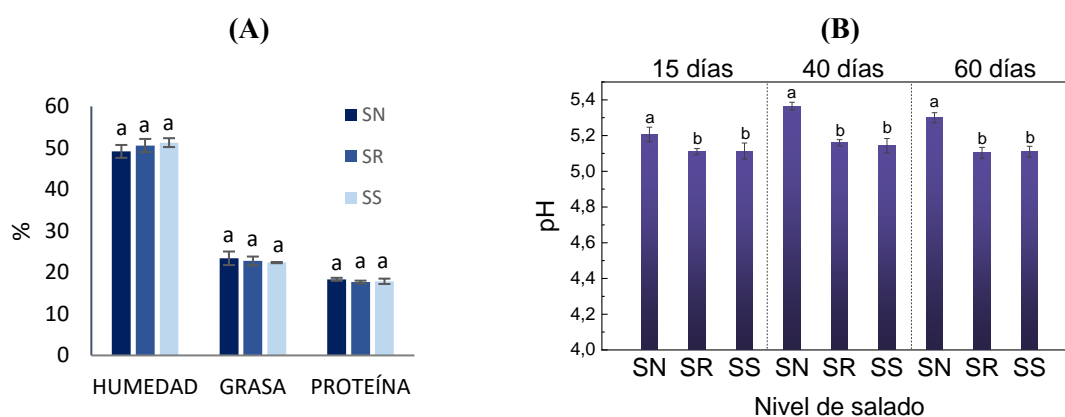 (A)
%
60
50
40
30
20
10
0
a a a
a a a
a a a
SN
SR
SS
HUMEDAD GRASA PROTEÍNA
(B)
15 días 40 días 60 días
pH
5,4
5,2
5,0
4,8
4,6
4,4
4,2
4,0
a b b a b b a b b
SN SR SS SN SR SS SN SR SS
Nivel de salado